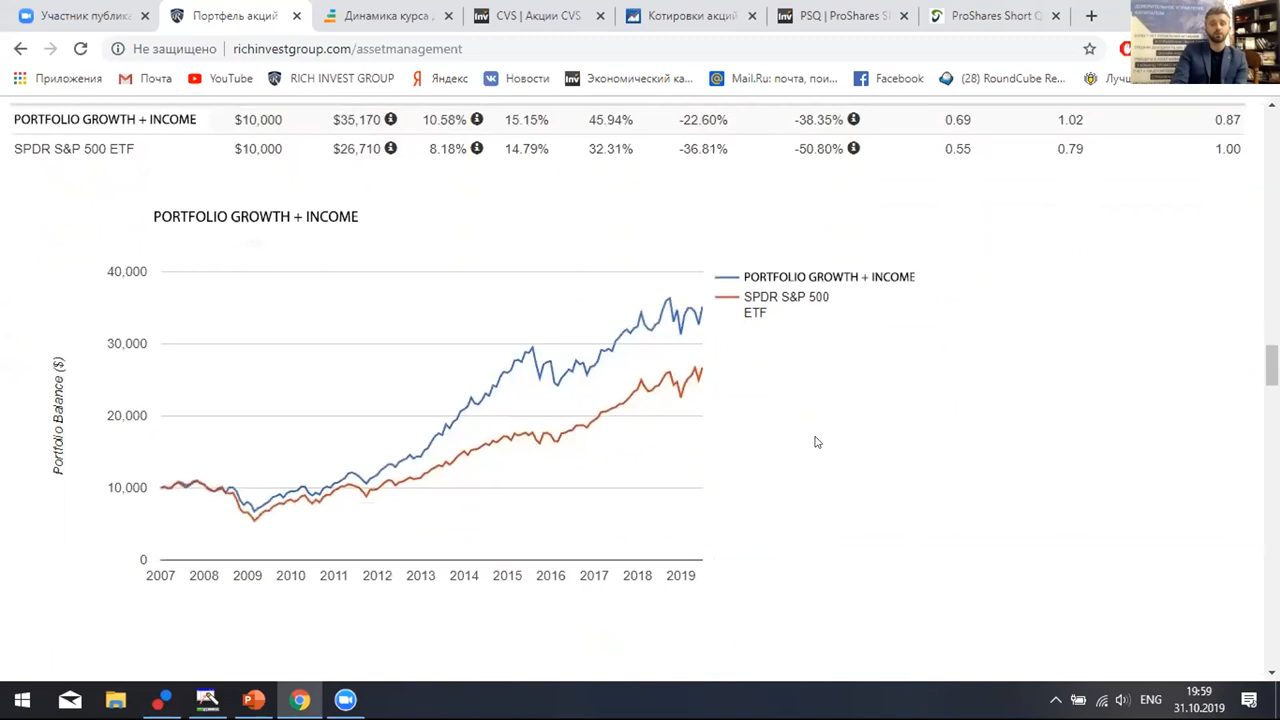 Участник публик
Портфель акций
Динамика курса
CVS | Акции CVS
Котировки акци
PSQ | ProShares
ProShares Short Q
Не защищено
richinvestgroup.com/assetmanagement
Приложения
Почта
YouTube
RICH INVEST GROUP
Новости
Экономический ка...
Mail.Ru: почта, пои...
Facebook
(28) RoundCube Re...
PORTFOLIO GROWTH + INCOME $10,000 $35,170 10.58% 15.15% 45.94% -22.60% -38.35% 0.69 1.02 0.87
SPDR S&P 500 ETF $10,000 $26,710 8.18% 14.79% 32.31% -36.81% -50.80% 0.55 0.79 1.00
PORTFOLIO GROWTH + INCOME
40,000
30,000
20,000
10,000
0
Portfolio Balance ($)
2007 2008 2009 2010 2011 2012 2013 2014 2015 2016 2017 2018 2019
PORTFOLIO GROWTH + INCOME
SPDR S&P 500
ETF
ENG
19:59
31.10.2019